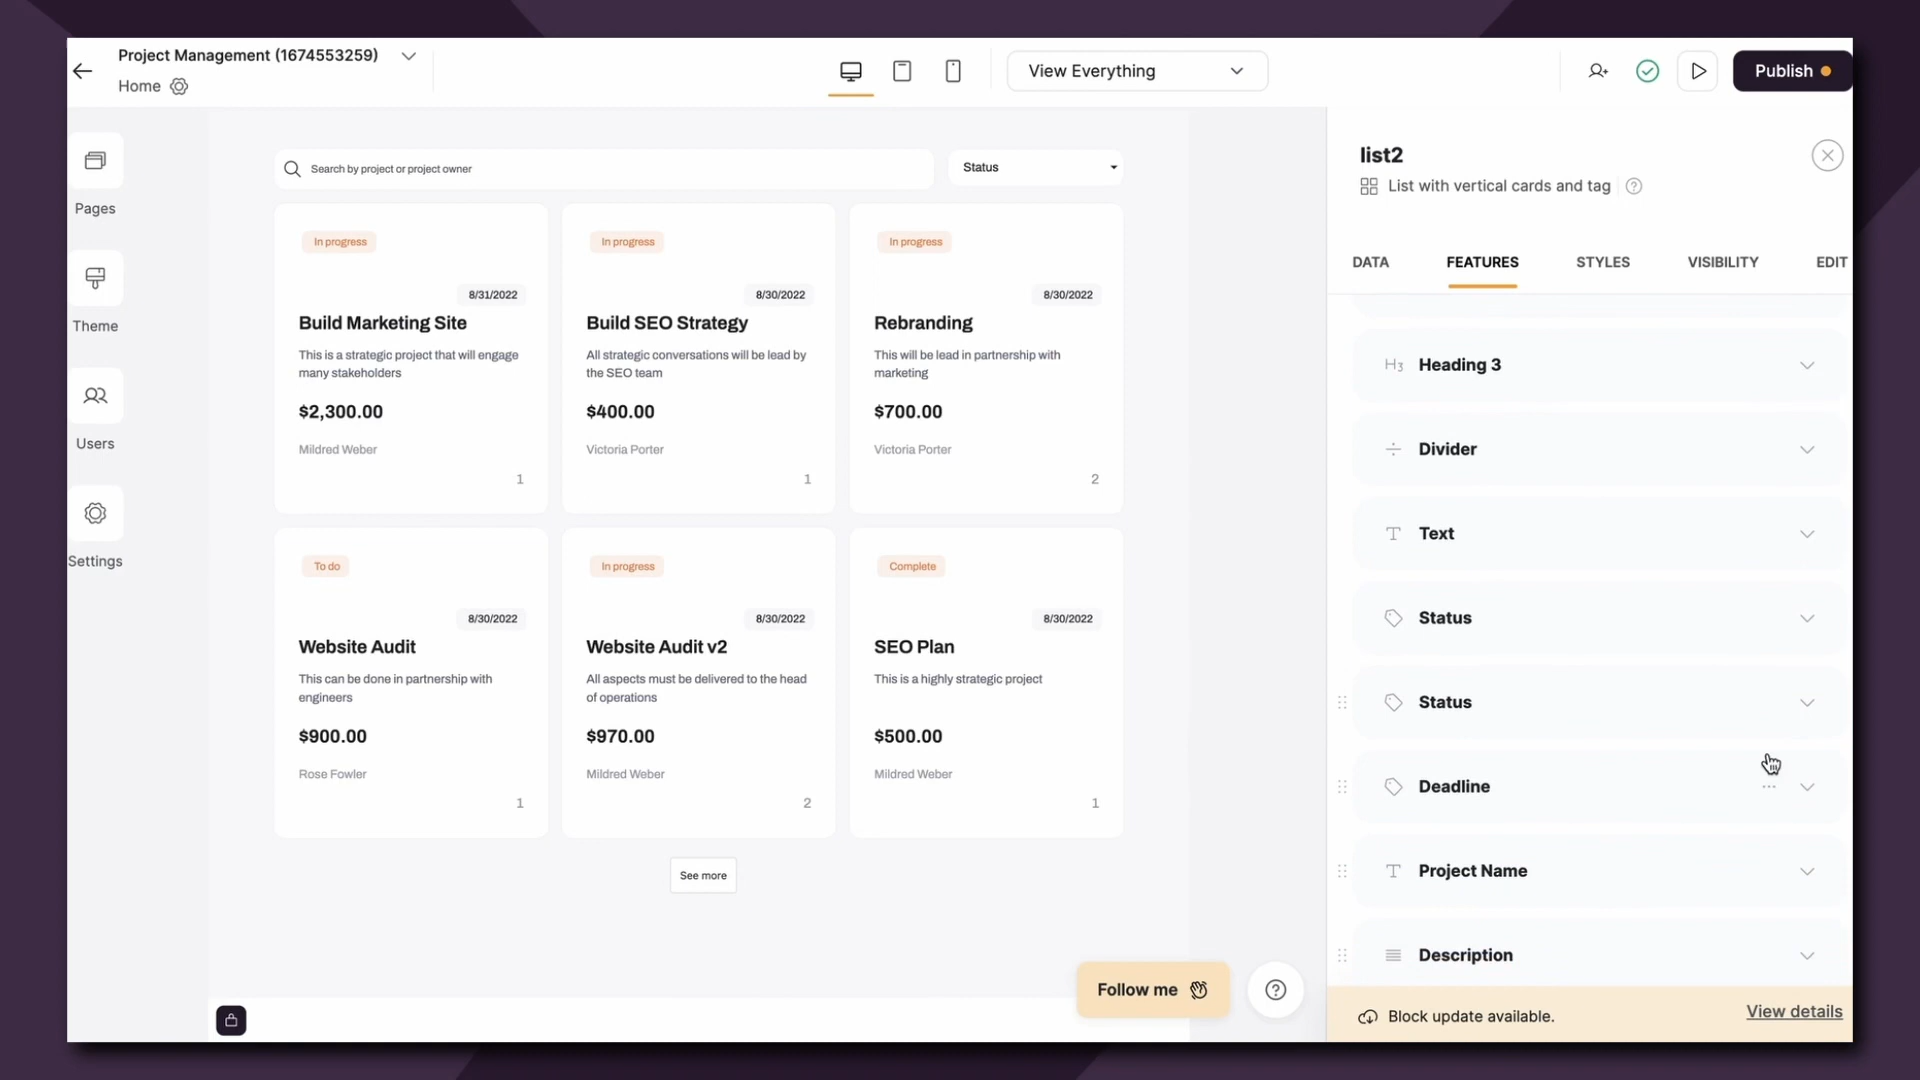 Project Management (1674553259)
Home
View Everything
Publish
Pages
Theme
Users
Settings
Search by project or project owner
Status
In progress
8/31/2022
Build Marketing Site
This is a strategic project that will engage
many stakeholders
$2,300.00
Mildred Weber
1
In progress
8/30/2022
Build SEO Strategy
All strategic conversations will be lead by
the SEO team
$400.00
Victoria Porter
1
In progress
8/30/2022
Rebranding
This will be lead in partnership with
marketing
$700.00
Victoria Porter
2
To do
8/30/2022
Website Audit
This can be done in partnership with
engineers
$900.00
Rose Fowler
1
In progress
8/30/2022
Website Audit v2
All aspects must be delivered to the head
of operations
$970.00
Mildred Weber
2
Complete
8/30/2022
SEO Plan
This is a highly strategic project
$500.00
Mildred Weber
1
See more
Follow me
list2
List with vertical cards and tag
DATA FEATURES STYLES VISIBILITY EDIT
H3 Heading 3
Divider
Text
Status
Status
Deadline
Project Name
Description
Block update available.
View details